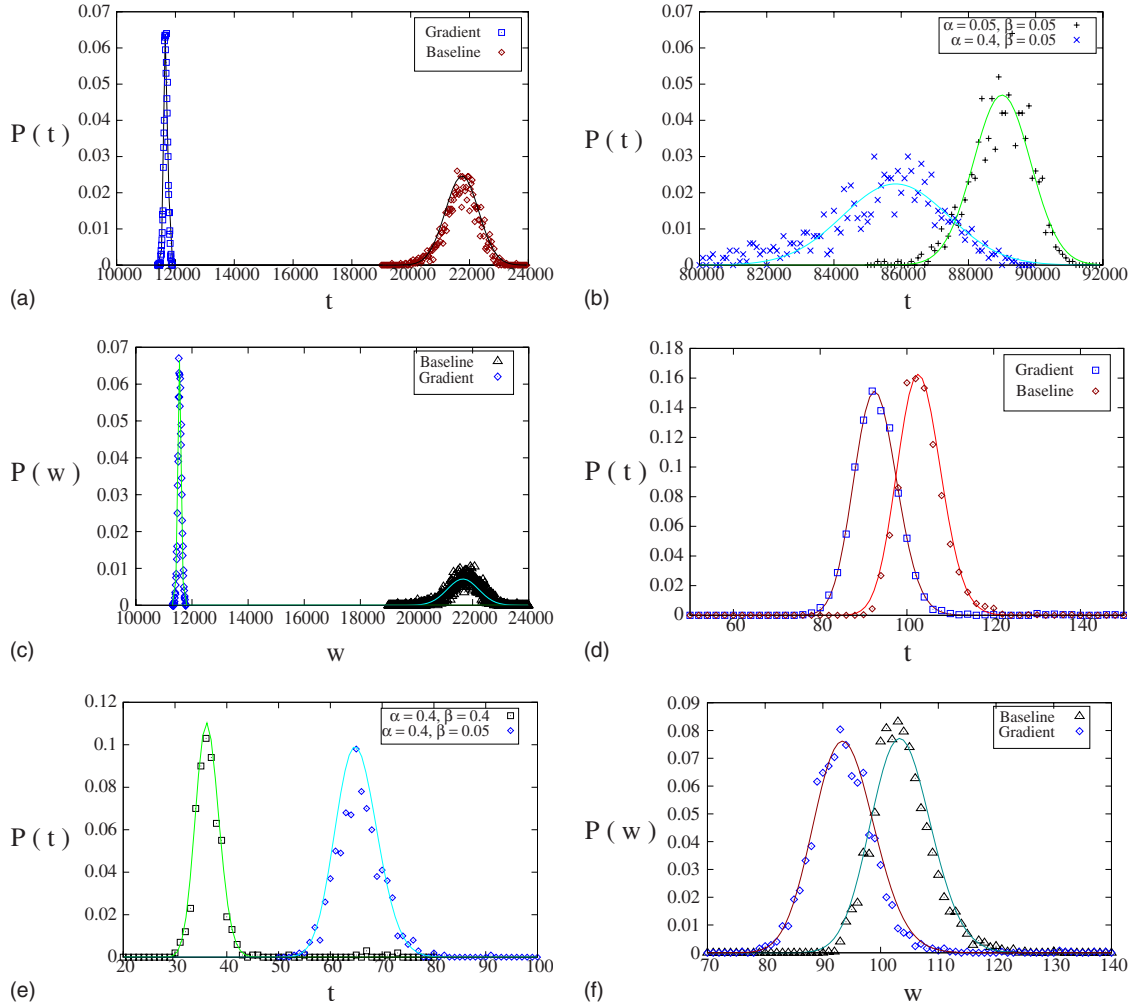 0.07
0.06
0.05
0.04
0.03
0.02
0.01
0
P ( t )
Gradient
Baseline
10000 12000 14000 16000 18000 20000 22000 24000
(a) t
0.07
0.06
0.05
0.04
0.03
0.02
0.01
0
P ( t )
α = 0.05, β = 0.05
α = 0.4, β = 0.05
80000 82000 84000 86000 88000 90000 92000
(b) t
0.07
0.06
0.05
0.04
0.03
0.02
0.01
0
P ( w )
Baseline
Gradient
10000 12000 14000 16000 18000 20000 22000 24000
(c) w
0.18
0.16
0.14
0.12
0.1
0.08
0.06
0.04
0.02
0
P ( t )
Gradient
Baseline
60 80 100 120 140
(d) t
0.12
0.1
0.08
0.06
0.04
0.02
0
P ( t )
α = 0.4, β = 0.4
α = 0.4, β = 0.05
20 30 40 50 60 70 80 90 100
(e) t
0.09
0.08
0.07
0.06
0.05
0.04
0.03
0.02
0.01
0
P ( w )
Baseline
Gradient
70 80 90 100 110 120 130 140
(f) w